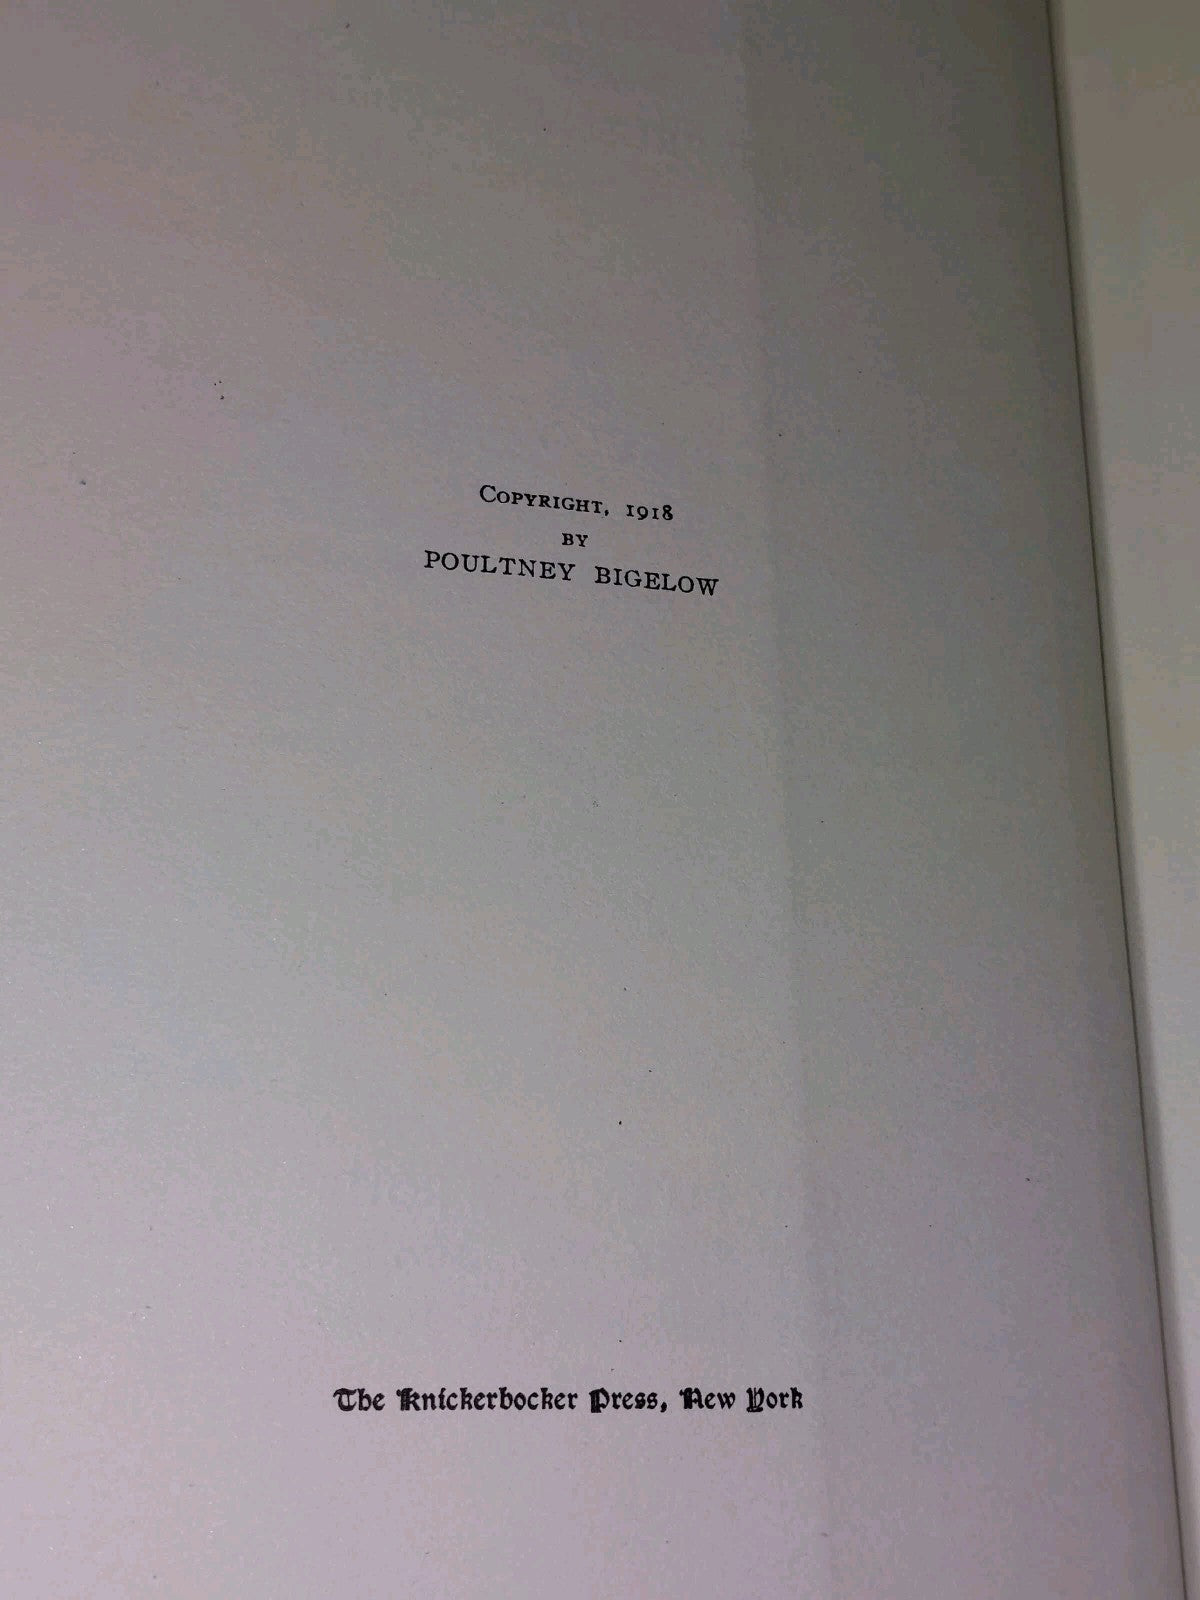 COPYRIGHT, 1918
BY
POULTNEY BIGELOW
The Knickerbocker Press, New York